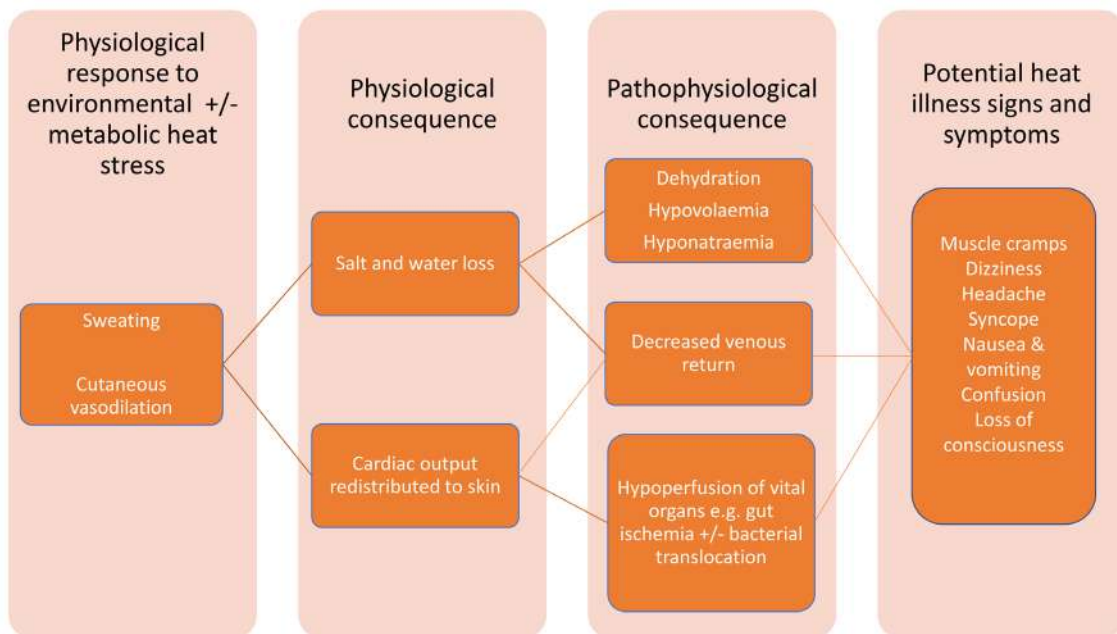 Physiological
response to
environmental +/-
metabolic heat
stress
Sweating
Cutaneous
vasodilation
Physiological
consequence
Salt and water loss
Cardiac output
redistributed to skin
Pathophysiological
consequence
Dehydration
Hypovolaemia
Hyponatraemia
Decreased venous
return
Hypoperfusion of vital
organs e.g. gut
ischemia +/- bacterial
translocation
Potential heat
illness signs and
symptoms
Muscle cramps
Dizziness
Headache
Syncope
Nausea &
vomiting
Confusion
Loss of
consciousness